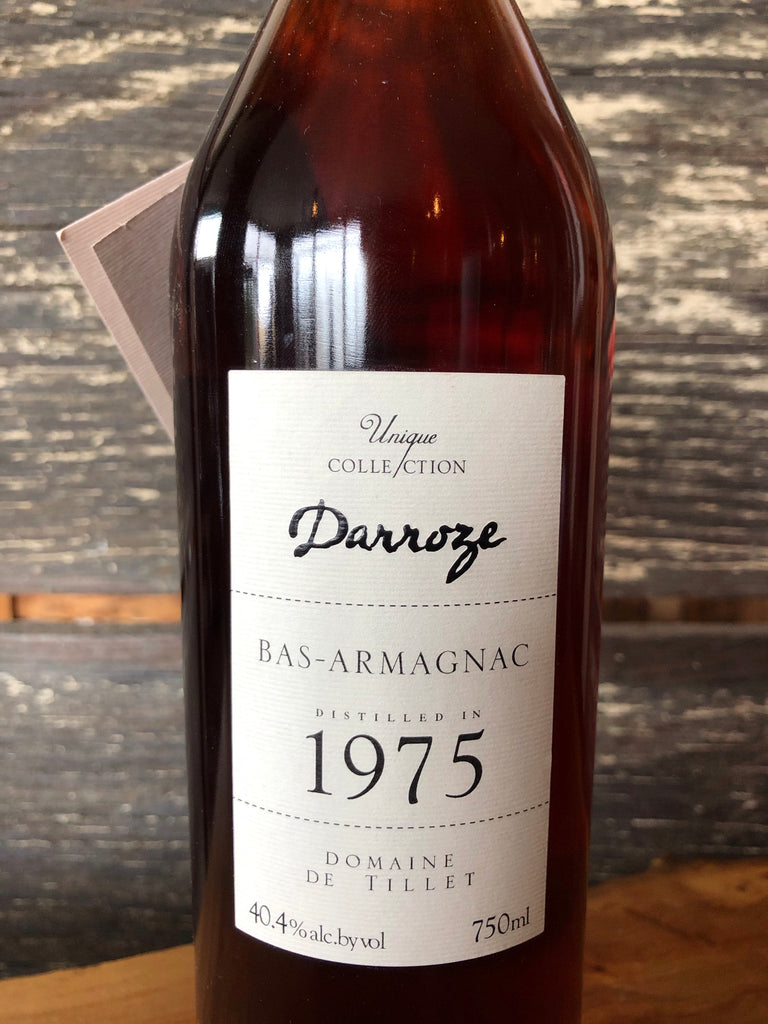 Unique
COLLECTION
Darroze
BAS-ARMAGNAC
DISTILLED IN
1975
DOMAINE
DE TILLET
40.4% alc.by vol 750ml